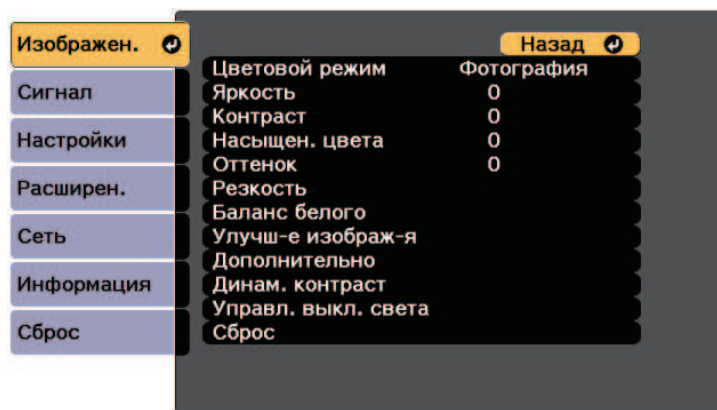 Изображен.
Сигнал
Настройки
Расширен.
Сеть
Информация
Сброс
Назад
Цветовой режим Фотография
Яркость 0
Контраст 0
Насыщен. цвета 0
Оттенок 0
Резкость
Баланс белого
Улучш-е изображ-я
Дополнительно
Динам. контраст
Управл. выкл. света
Сброс